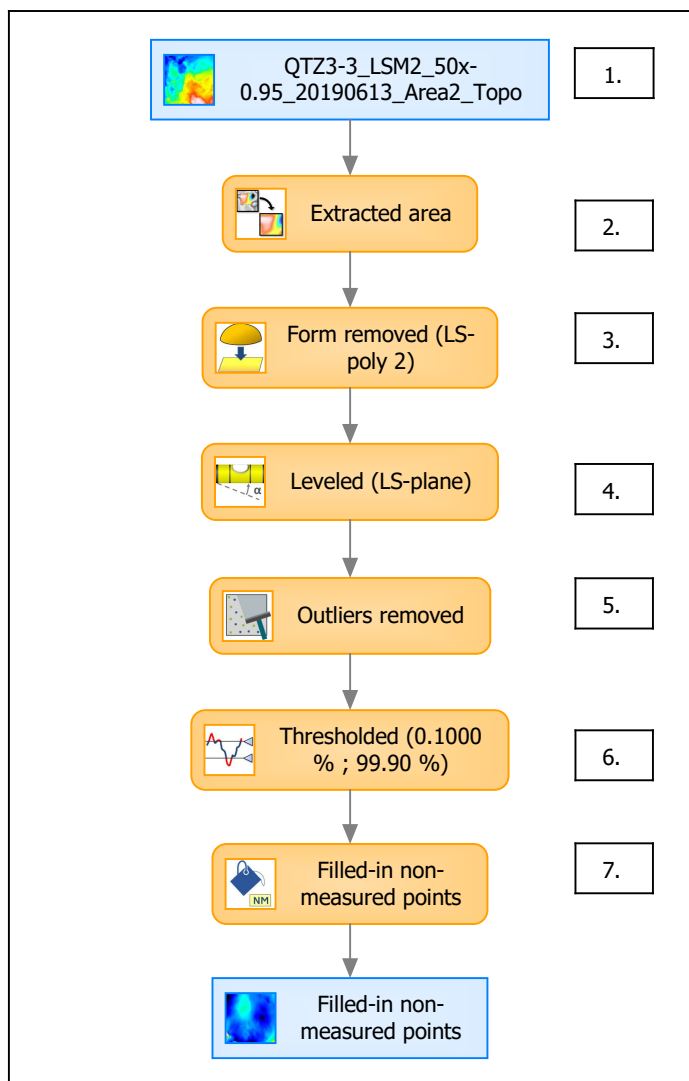 QTZ3-3_LSM2_50x-
0.95_20190613_Area2_Topo
1.
Extracted area
2.
Form removed (LS-
poly 2)
3.
α
Leveled (LS-plane)
4.
Outliers removed
5.
Thresholded (0.1000
% ; 99.90 %)
6.
NM
Filled-in non-
measured points
7.
Filled-in non-
measured points